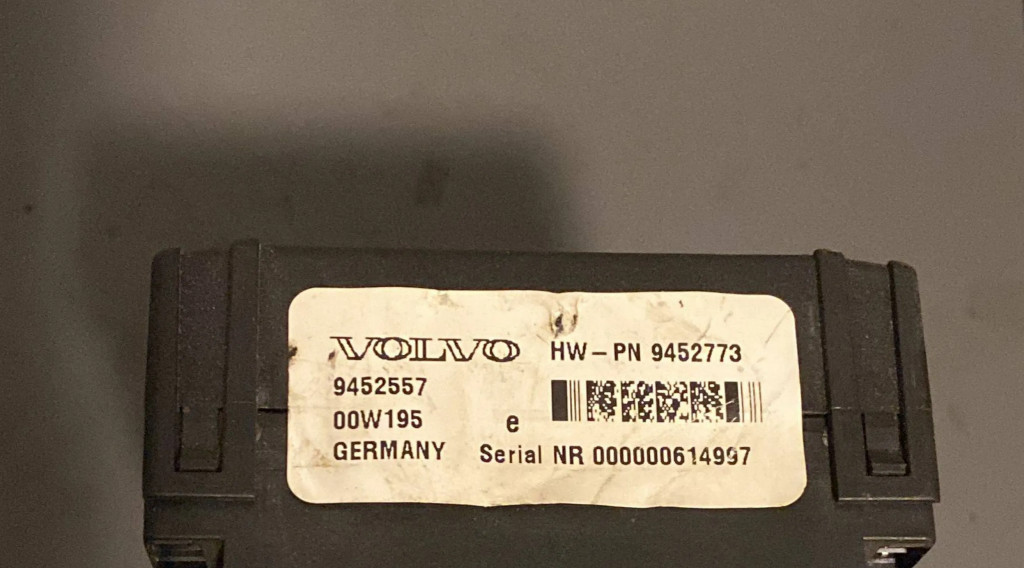 VOLVO
HW-PN 9452773
9452557
00W195
e
GERMANY
Serial NR 000000614997